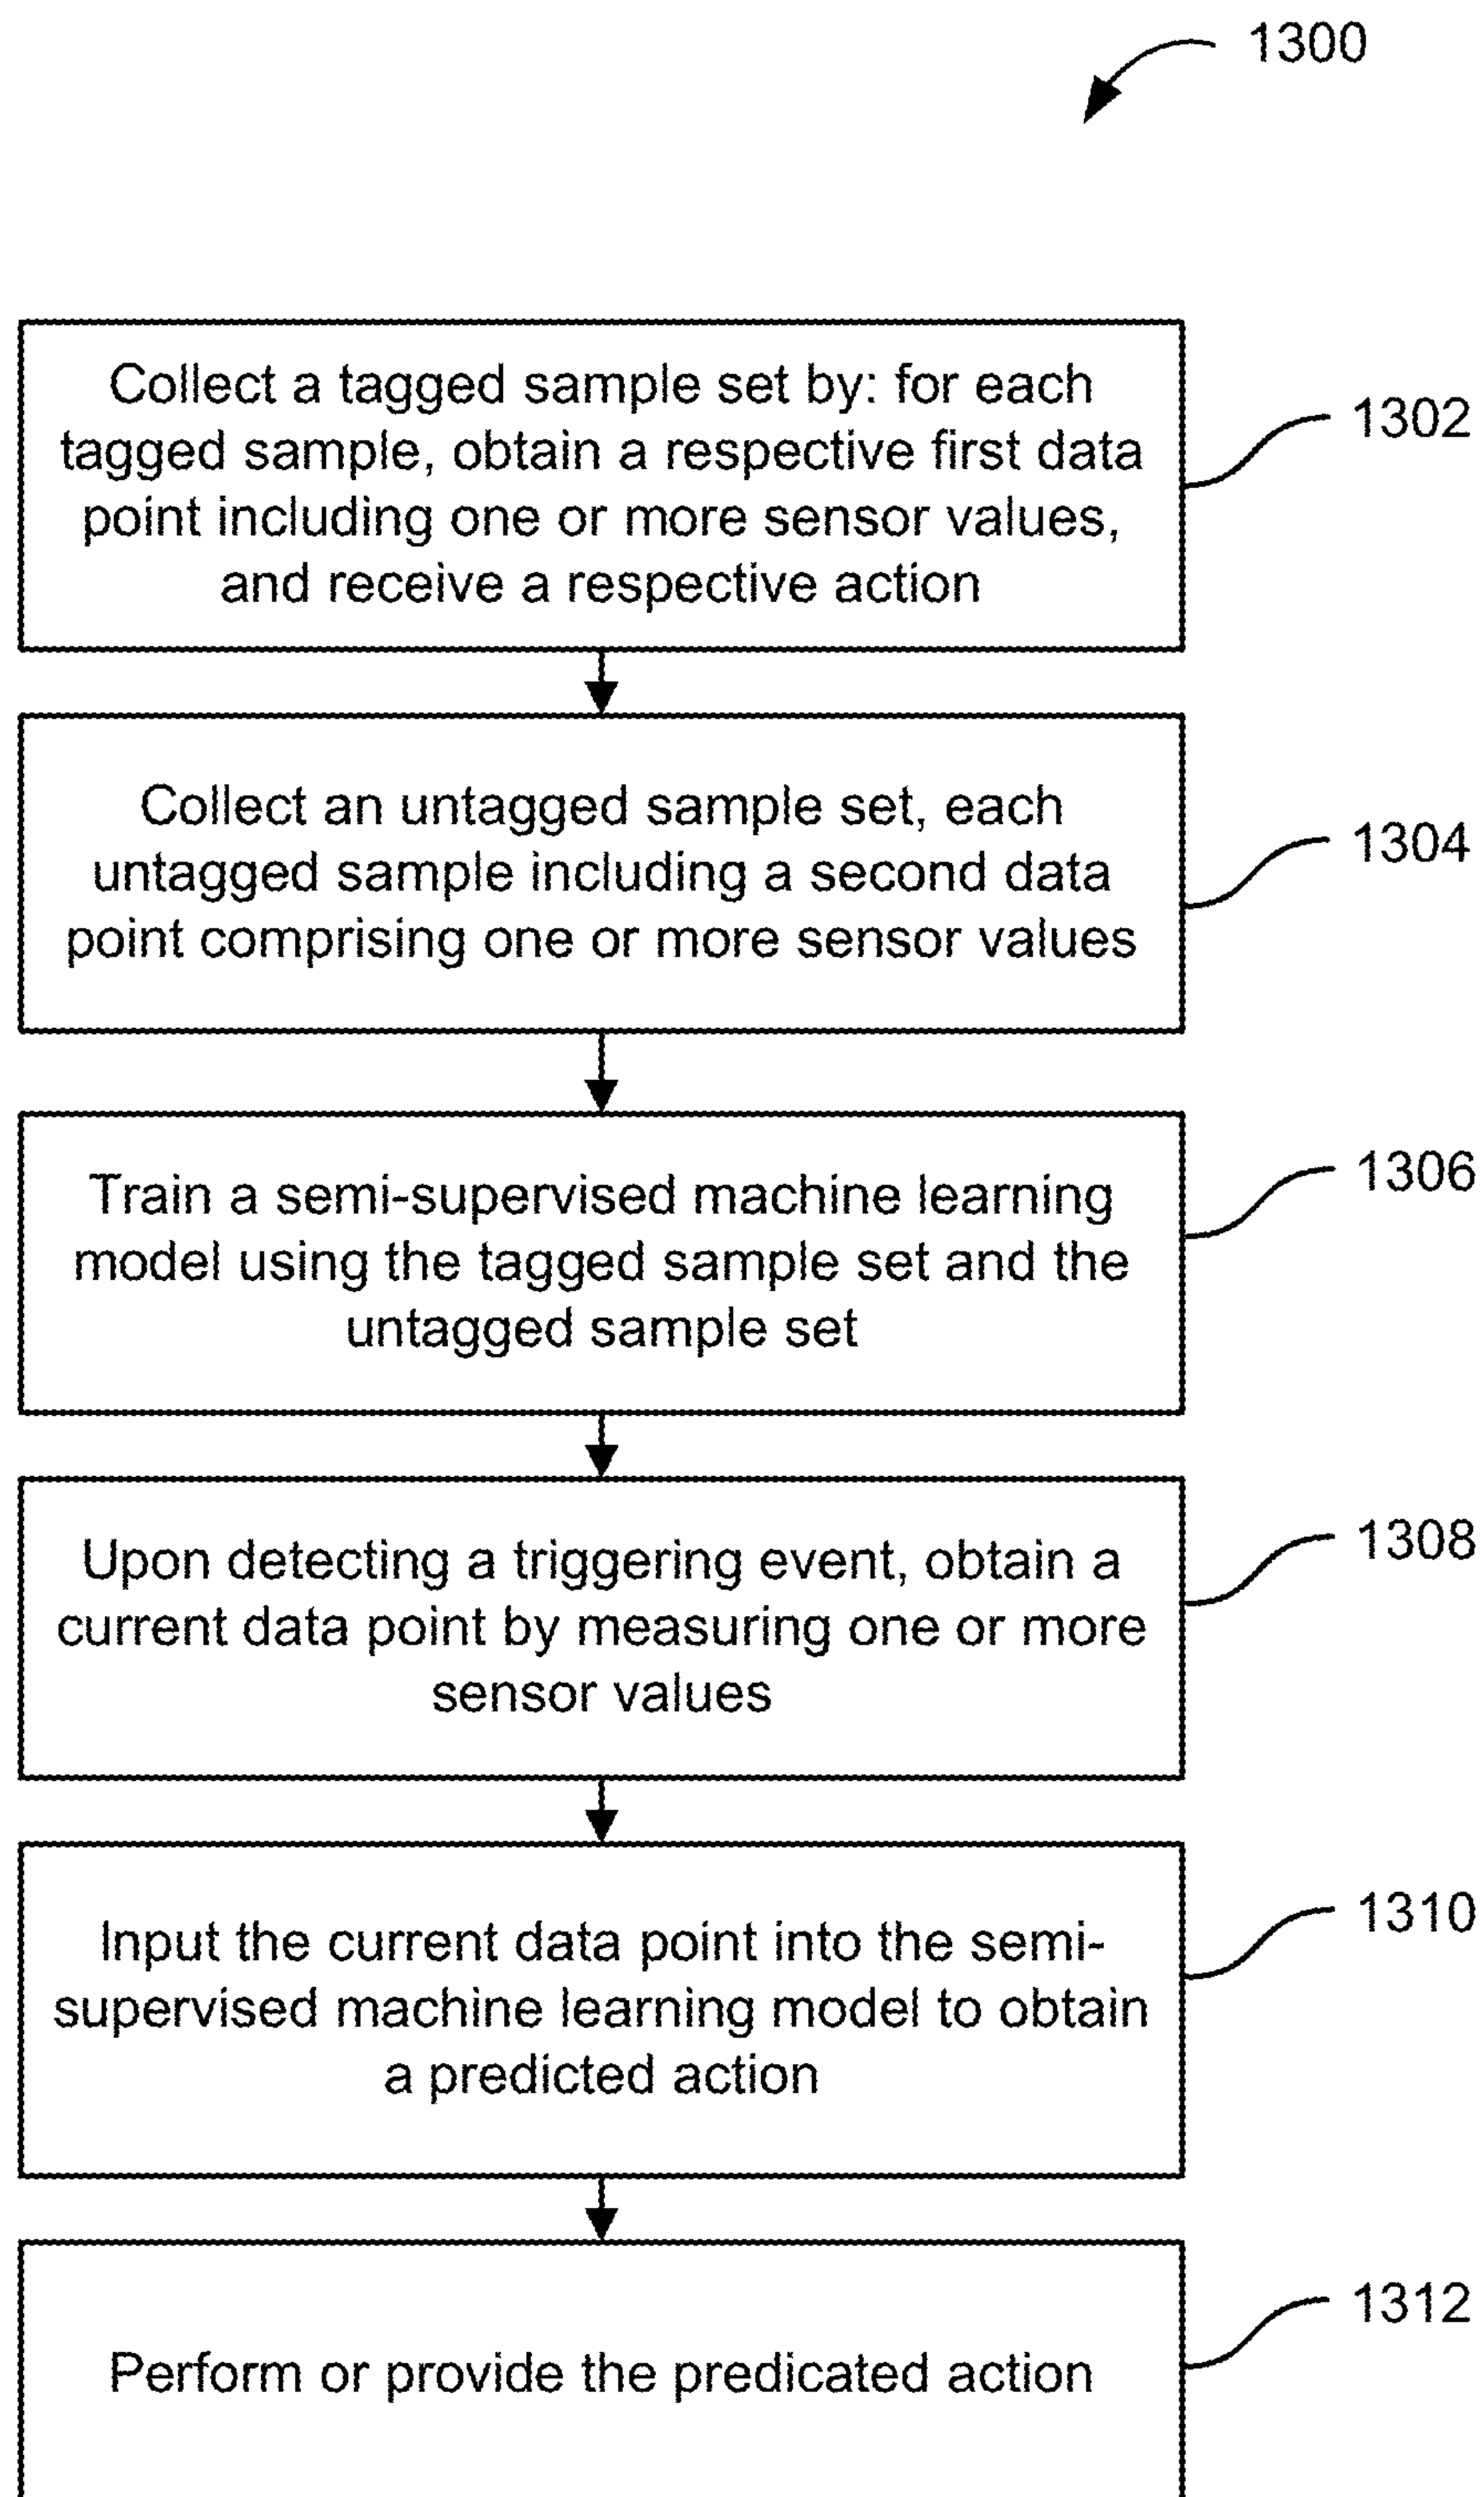 1300
Collect a tagged sample set by: for each
tagged sample, obtain a respective first data
point including one or more sensor values,
and receive a respective action
1302
Collect an untagged sample set, each
untagged sample including a second data
point comprising one or more sensor values
1304
Train a semi-supervised machine learning
model using the tagged sample set and the
untagged sample set
1306
Upon detecting a triggering event, obtain a
current data point by measuring one or more
sensor values
1308
Input the current data point into the semi-
supervised machine learning model to obtain
a predicted action
1310
Perform or provide the predicated action
1312